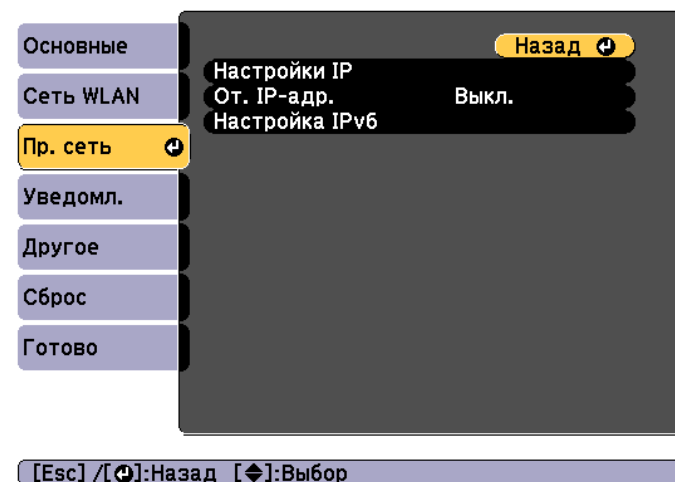 Основные
Сеть WLAN
Пр. сеть
Уведомл.
Другое
Сброс
Готово
Назад
Настройки IP
От. IP-адр. Выкл.
Настройка IPv6
[Esc] /[]:Назад []:Выбор